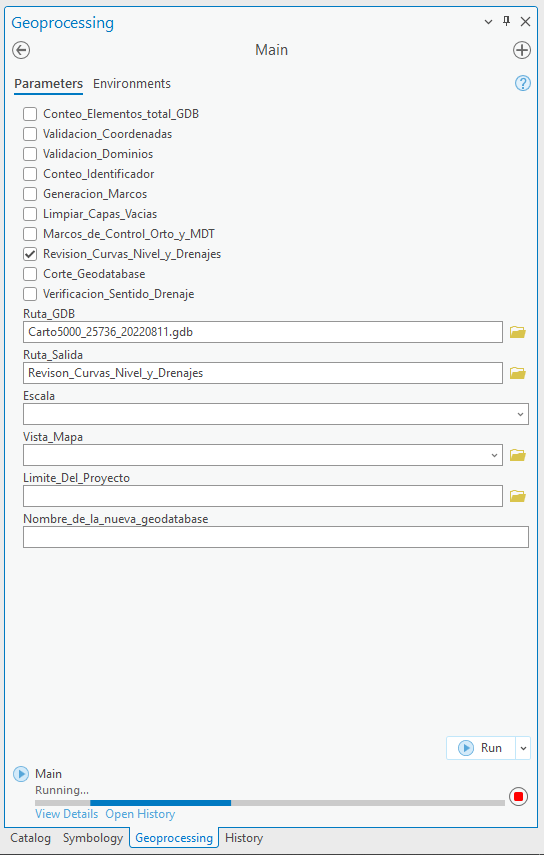 Geoprocessing
Main
Parameters Environments
Conteo_Elementos_total_GDB
Validacion_Coordenadas
Validacion_Dominios
Conteo_Identificador
Generacion_Marcos
Limpiar_Capas_Vacias
Marcos_de_Control_Orto_y_MDT
Revision_Curvas_Nivel_y_Drenajes
Corte_Geodatabase
Verificacion_Sentido_Drenaje
Ruta_GDB
Carto5000_25736_20220811.gdb
Ruta_Salida
Revison_Curvas_Nivel_y_Drenajes
Escala
Vista_Mapa
Limite_Del_Proyecto
Nombre_de_la_nueva_geodatabase
Run
Main
Running...
View Details Open History
Catalog Symbology Geoprocessing History